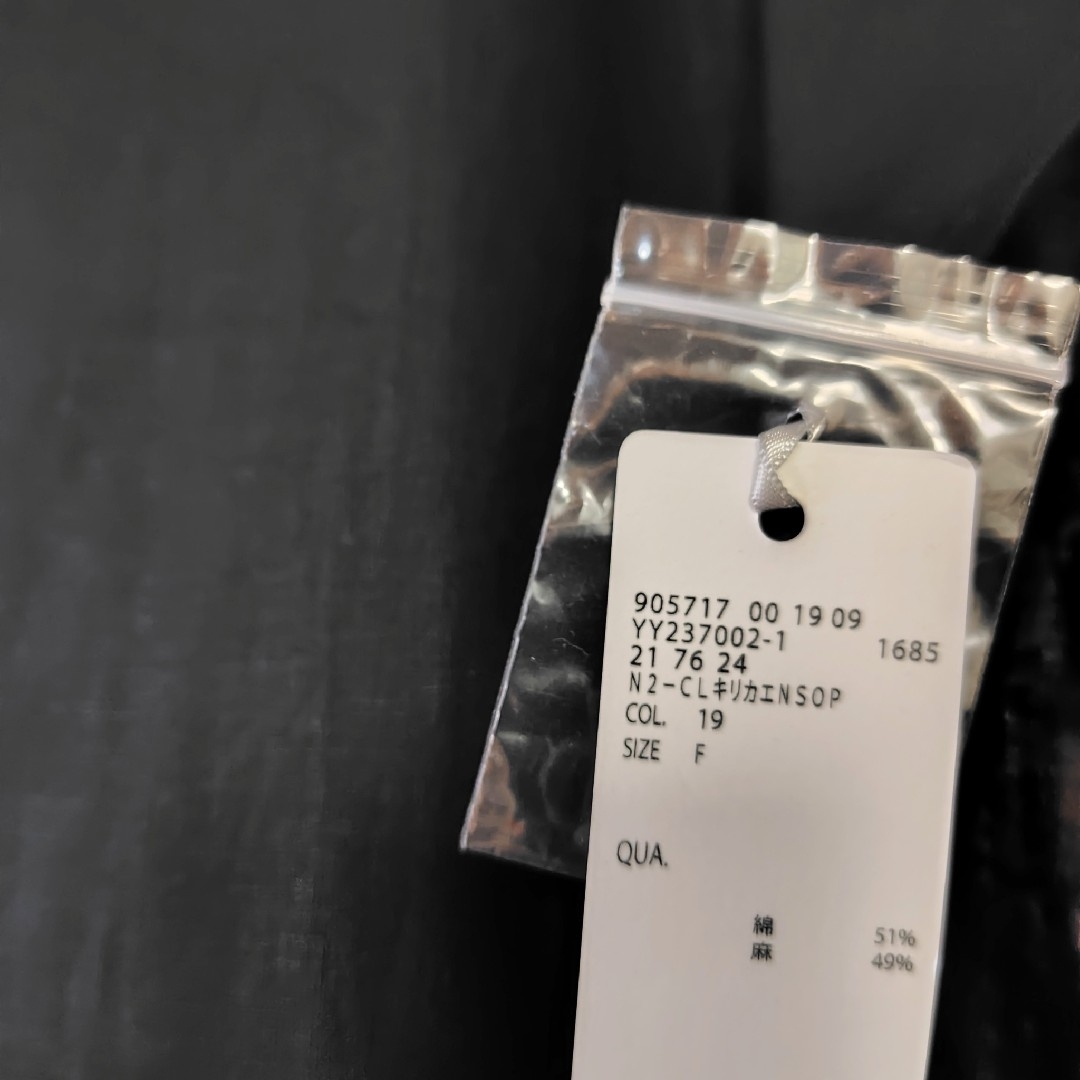 905717 00 19 09
YY237002-1 1685
21 76 24
N2-CLキリカエNSOP
COL. 19
SIZE F
QUA.
綿 51%
麻 49%